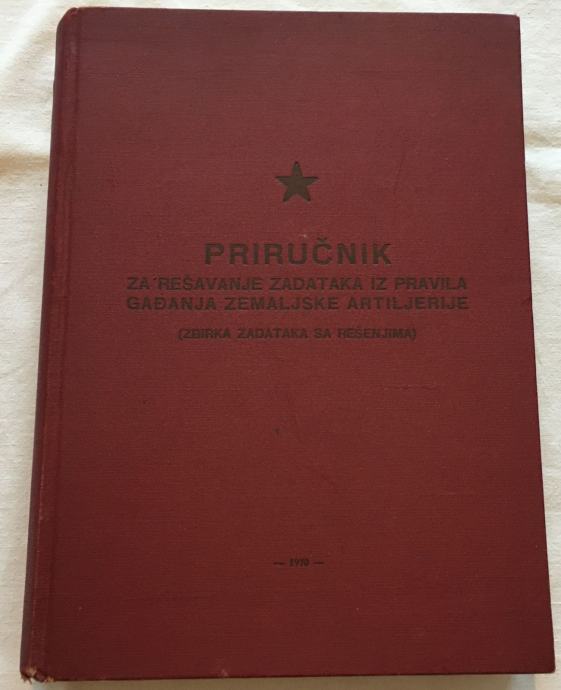 PRIRUČNIK
ZA REŠAVANJE ZADATAKA IZ PRAVILA
GAĐANJA ZEMALJSKE ARTILJERIJE
(ZBIRKA ZADATAKA SA REŠENJIMA)
— 1970 —